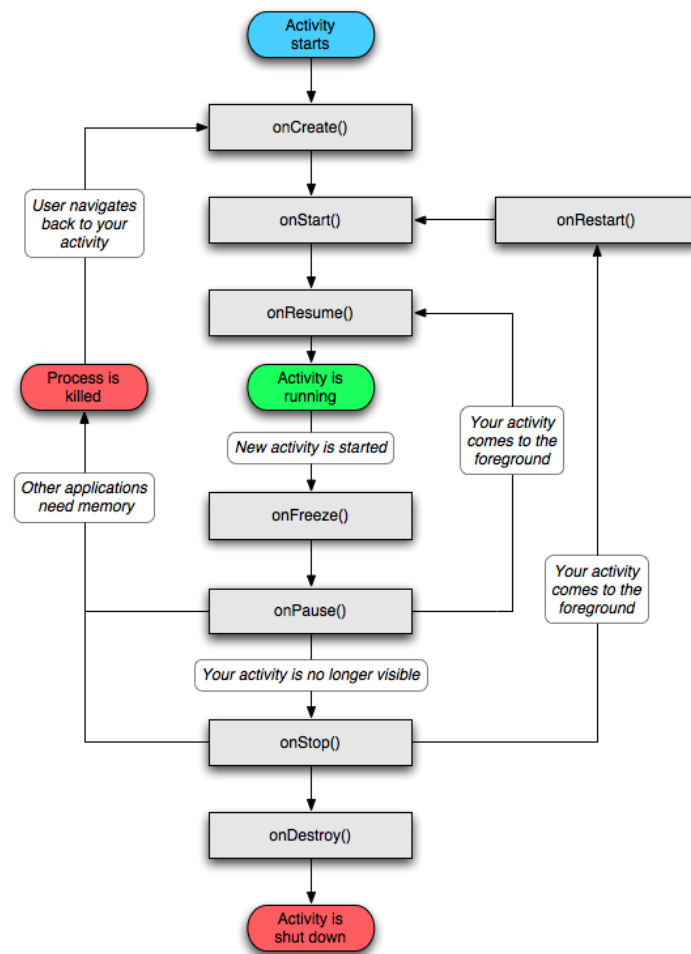 Activity
starts
onCreate()
User navigates
back to your
activity
onStart()
onRestart()
onResume()
Process is
killed
Activity is
running
New activity is started
Your activity
comes to the
foreground
Other applications
need memory
onFreeze()
Your activity
comes to the
foreground
onPause()
Your activity is no longer visible
onStop()
onDestroy()
Activity is
shut down